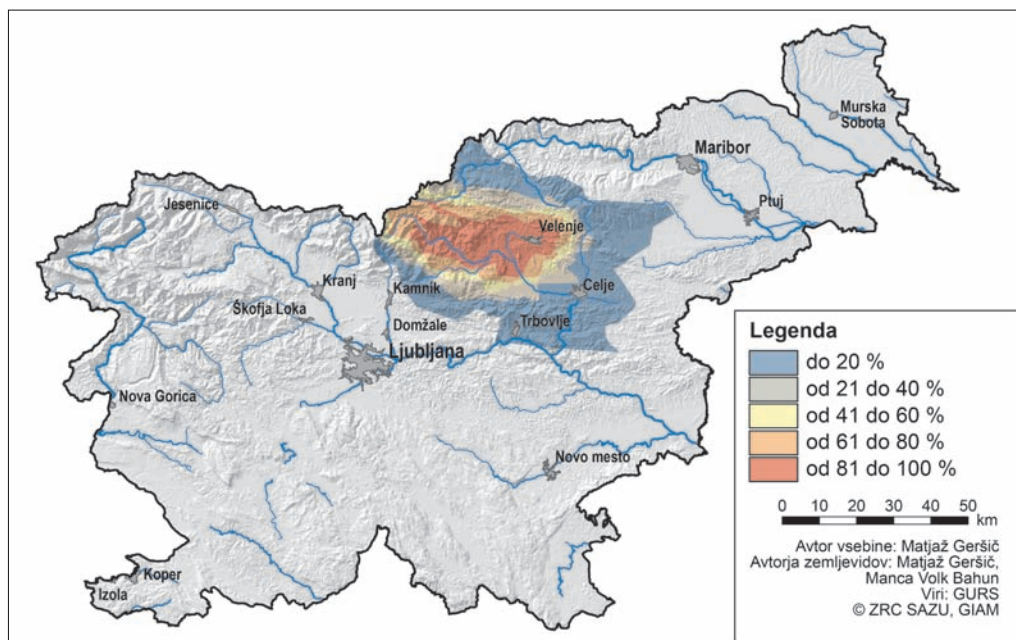 Murska
Sobota
Maribor
Ptuj
Jesenice
Velenje
Kranj
Kamnik
Celje
Škofja Loka
Domžale
Trbovlje
Ljubljana
Nova Gorica
Novo mesto
Koper
Izola
Legenda
do 20 %
od 21 do 40 %
od 41 do 60 %
od 61 do 80 %
od 81 do 100 %
0 10 20 30 40 50
km
Avtor vsebine: Matjaž Geršič
Avtorja zemljevidov: Matjaž Geršič,
Manca Volk Bahun
Viri: GURS
© ZRC SAZU, GIAM